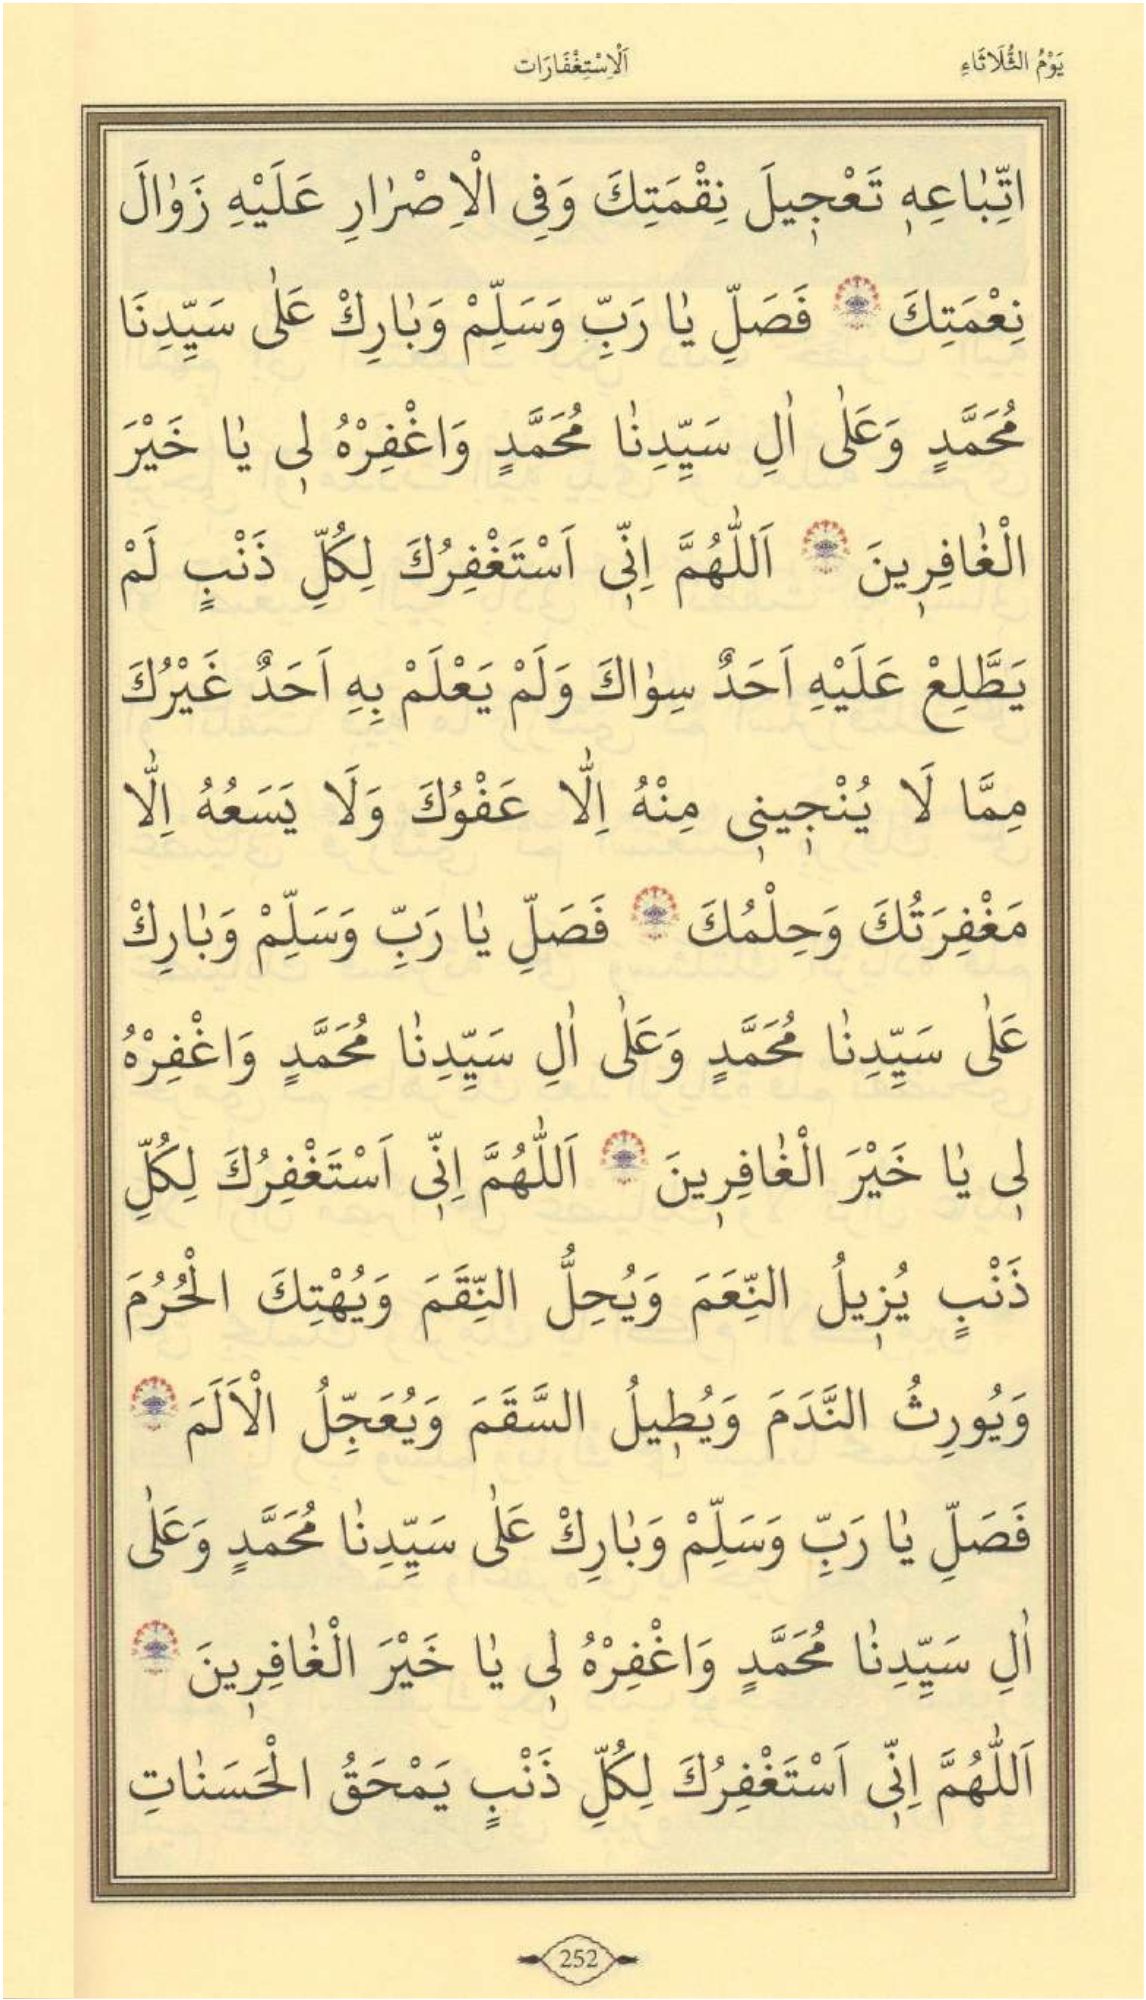 يَوْمُ الثُّلَاثَاءِ
اَلْاِسْتِغْفَارَات
اتِّبَاعِهِ تَعْجِيلَ نِقْمَتِكَ وَفِى الْاِصْرَارِ عَلَيْهِ زَوَالَ
نِعْمَتِكَ ۞ فَصَلِّ يَا رَبِّ وَسَلِّمْ وَبَارِكْ عَلٰى سَيِّدِنَا
مُحَمَّدٍ وَعَلٰى اٰلِ سَيِّدِنَا مُحَمَّدٍ وَاغْفِرْهُ لِى يَا خَيْرَ
الْغَافِرِينَ ۞ اَللّٰهُمَّ اِنِّى اَسْتَغْفِرُكَ لِكُلِّ ذَنْبٍ لَمْ
يَطَّلِعْ عَلَيْهِ اَحَدٌ سِوَاكَ وَلَمْ يَعْلَمْ بِهِ اَحَدٌ غَيْرُكَ
مِمَّا لَا يُنْجِينِى مِنْهُ اِلَّا عَفْوُكَ وَلَا يَسَعُهُ اِلَّا
مَغْفِرَتُكَ وَحِلْمُكَ ۞ فَصَلِّ يَا رَبِّ وَسَلِّمْ وَبَارِكْ
عَلٰى سَيِّدِنَا مُحَمَّدٍ وَعَلٰى اٰلِ سَيِّدِنَا مُحَمَّدٍ وَاغْفِرْهُ
لِى يَا خَيْرَ الْغَافِرِينَ ۞ اَللّٰهُمَّ اِنِّى اَسْتَغْفِرُكَ لِكُلِّ
ذَنْبٍ يُزِيلُ النِّعَمَ وَيُحِلُّ النِّقَمَ وَيُهْتِكَ الْحُرُمَ
وَيُورِثُ النَّدَمَ وَيُطِيلُ السَّقَمَ وَيُعَجِّلُ الْاَلَمَ ۞
فَصَلِّ يَا رَبِّ وَسَلِّمْ وَبَارِكْ عَلٰى سَيِّدِنَا مُحَمَّدٍ وَعَلٰى
اٰلِ سَيِّدِنَا مُحَمَّدٍ وَاغْفِرْهُ لِى يَا خَيْرَ الْغَافِرِينَ ۞
اَللّٰهُمَّ اِنِّى اَسْتَغْفِرُكَ لِكُلِّ ذَنْبٍ يَمْحَقُ الْحَسَنَاتِ
252